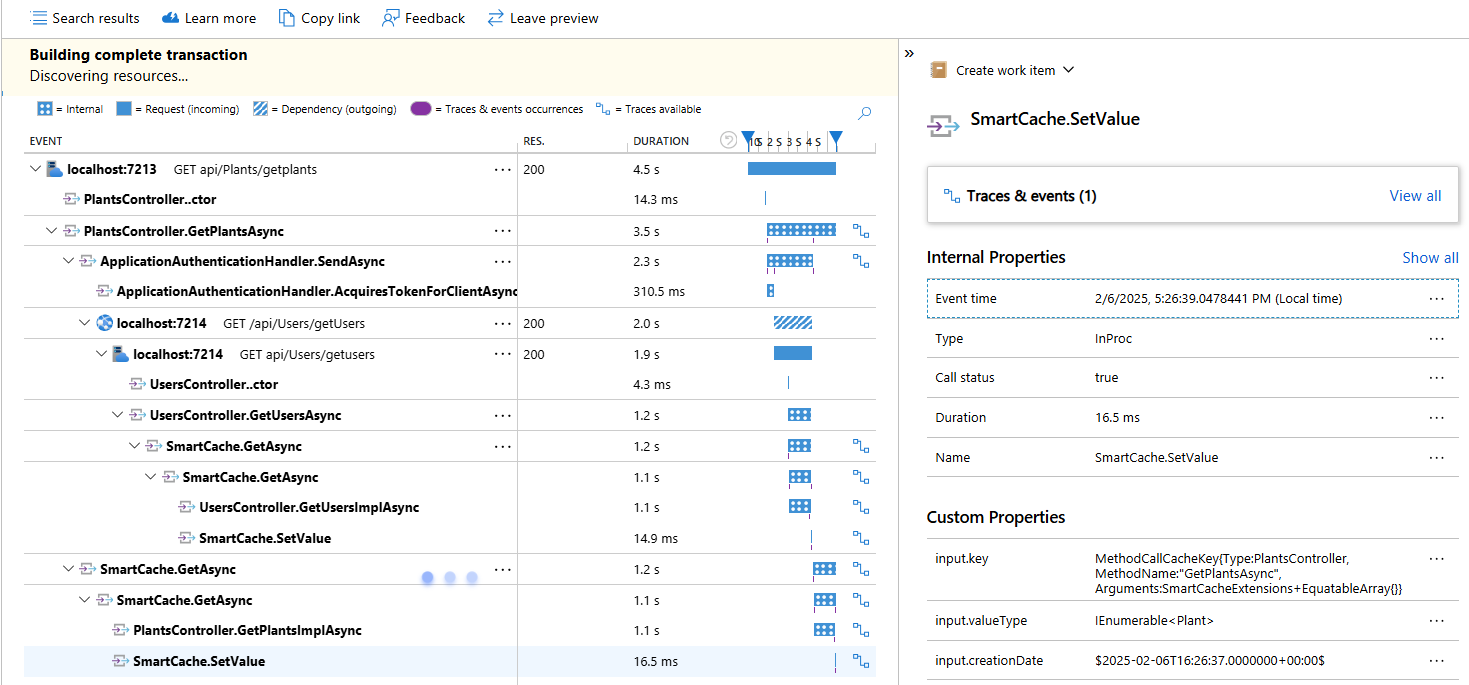 Search results Learn more Copy link Feedback Leave preview
Building complete transaction
Discovering resources...
= Internal = Request (incoming) = Dependency (outgoing) = Traces & events occurrences = Traces available
EVENT RES. DURATION 2 S 3 S 4 S
localhost:7213 GET api/Plants/getplants ... 200 4.5 s
PlantsController..ctor 14.3 ms
PlantsController.GetPlantsAsync ... 3.5 s
ApplicationAuthenticationHandler.SendAsync ... 2.3 s
ApplicationAuthenticationHandler.AcquiresTokenForClientAsync 310.5 ms
localhost:7214 GET /api/Users/getUsers ... 200 2.0 s
localhost:7214 GET api/Users/getusers ... 200 1.9 s
UsersController..ctor 4.3 ms
UsersController.GetUsersAsync ... 1.2 s
SmartCache.GetAsync ... 1.2 s
SmartCache.GetAsync 1.1 s
UsersController.GetUsersImplAsync 1.1 s
SmartCache.SetValue 14.9 ms
SmartCache.GetAsync ... 1.2 s
SmartCache.GetAsync 1.1 s
PlantsController.GetPlantsImplAsync 1.1 s
SmartCache.SetValue 16.5 ms
»
Create work item
SmartCache.SetValue
Traces & events (1) View all
Internal Properties Show all
Event time 2/6/2025, 5:26:39.0478441 PM (Local time) ...
Type InProc ...
Call status true ...
Duration 16.5 ms ...
Name SmartCache.SetValue ...
Custom Properties
input.key MethodCallCacheKey{Type:PlantsController, ...
MethodName:"GetPlantsAsync",
Arguments:SmartCacheExtensions+EquatableArray{}}
input.valueType IEnumerable<Plant> ...
input.creationDate $2025-02-06T16:26:37.0000000+00:00$ ...